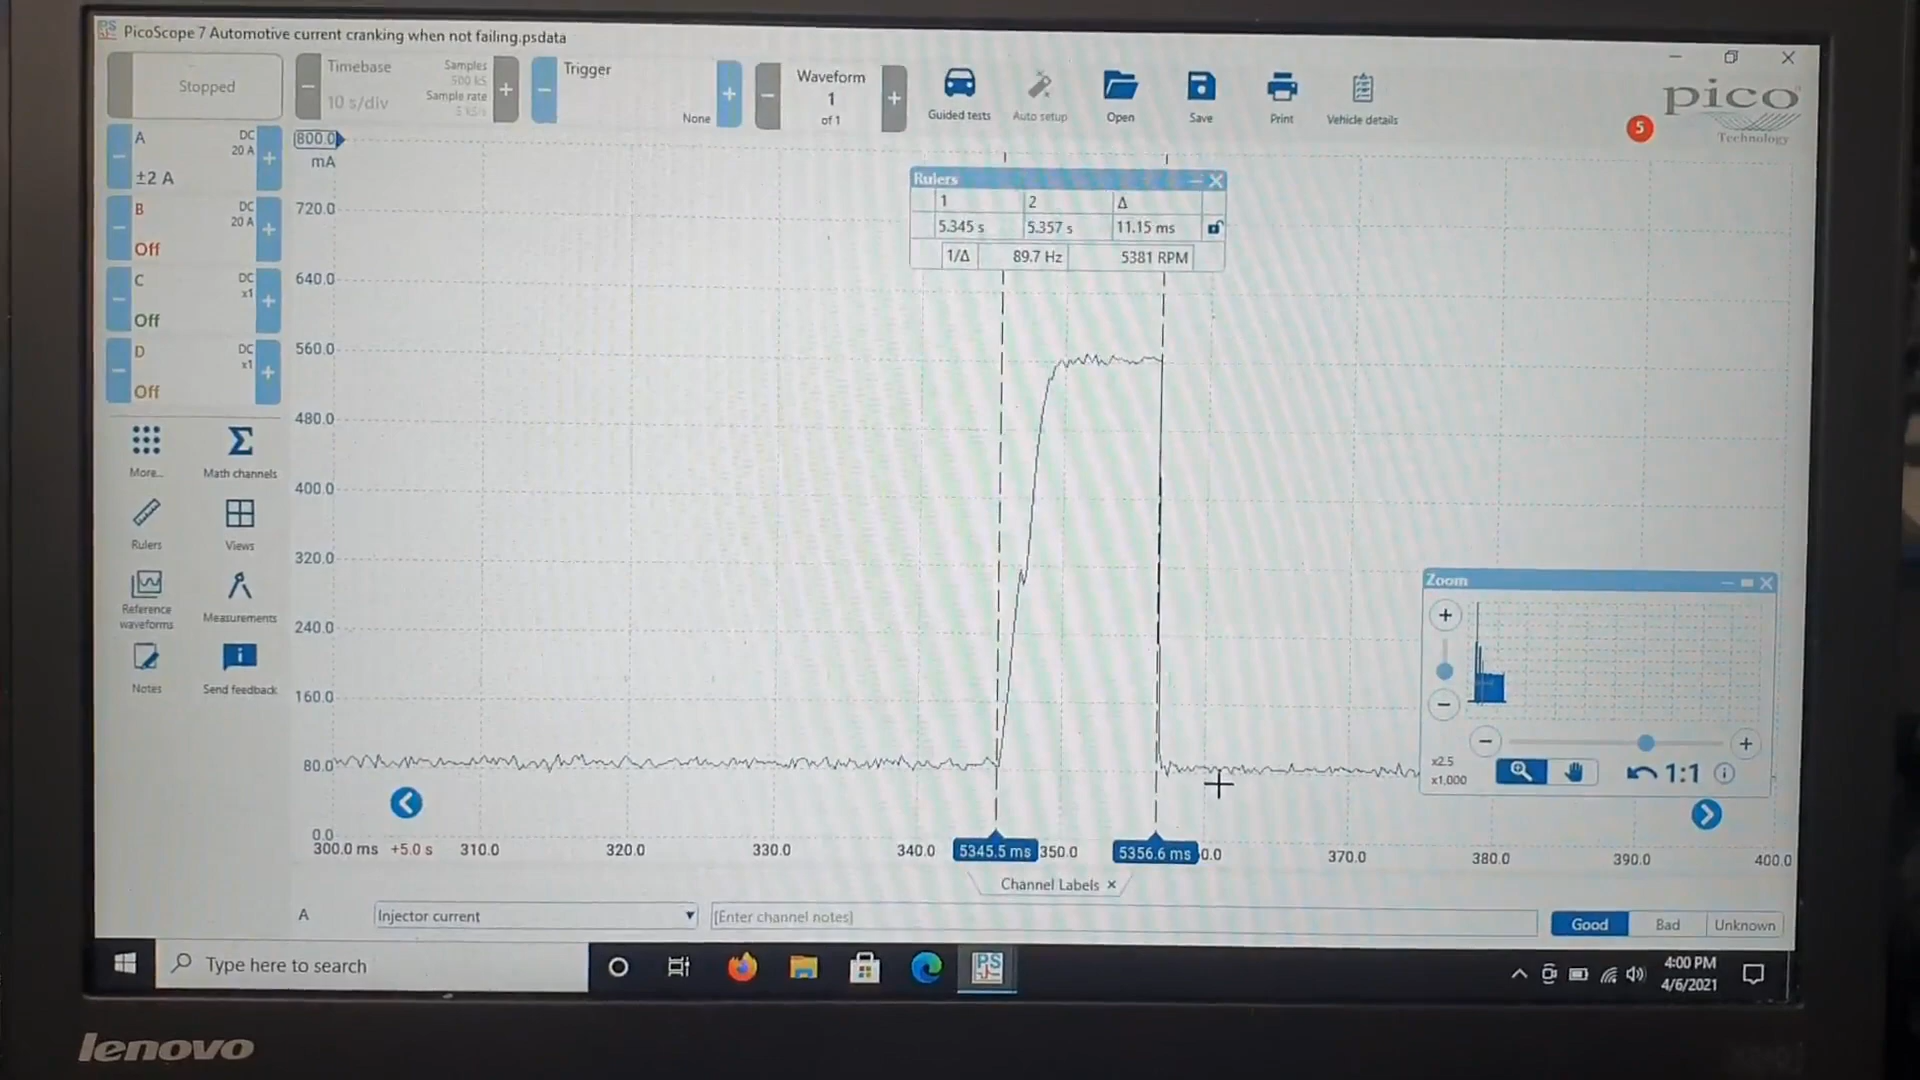 PicoScope 7 Automotive current cranking when not failing.psdata
Stopped
Timebase
10 s/div
Samples
500 kS
Sample rate
5 kS/s
Trigger
None
Waveform
1
of 1
Guided tests
Auto setup
Open
Save
Print
Vehicle details
5
pico
Technology
A
DC
20 A
±2 A
B
DC
20 A
Off
C
DC
x1
Off
D
DC
x1
Off
More...
Math channels
Rulers
Views
Reference
waveforms
Measurements
Notes
Send feedback
800.0
mA
720.0
640.0
560.0
480.0
400.0
320.0
240.0
160.0
80.0
0.0
Rulers
1 2 Δ
5.345 s 5.357 s 11.15 ms
1/Δ 89.7 Hz 5381 RPM
Zoom
x2.5
x1,000
1:1
300.0 ms +5.0 s 310.0 320.0 330.0 340.0 5345.5 ms 350.0 5356.6 ms 0.0 370.0 380.0 390.0 400.0
Channel Labels
A Injector current [Enter channel notes] Good Bad Unknown
Type here to search
PS
4:00 PM
4/6/2021
lenovo